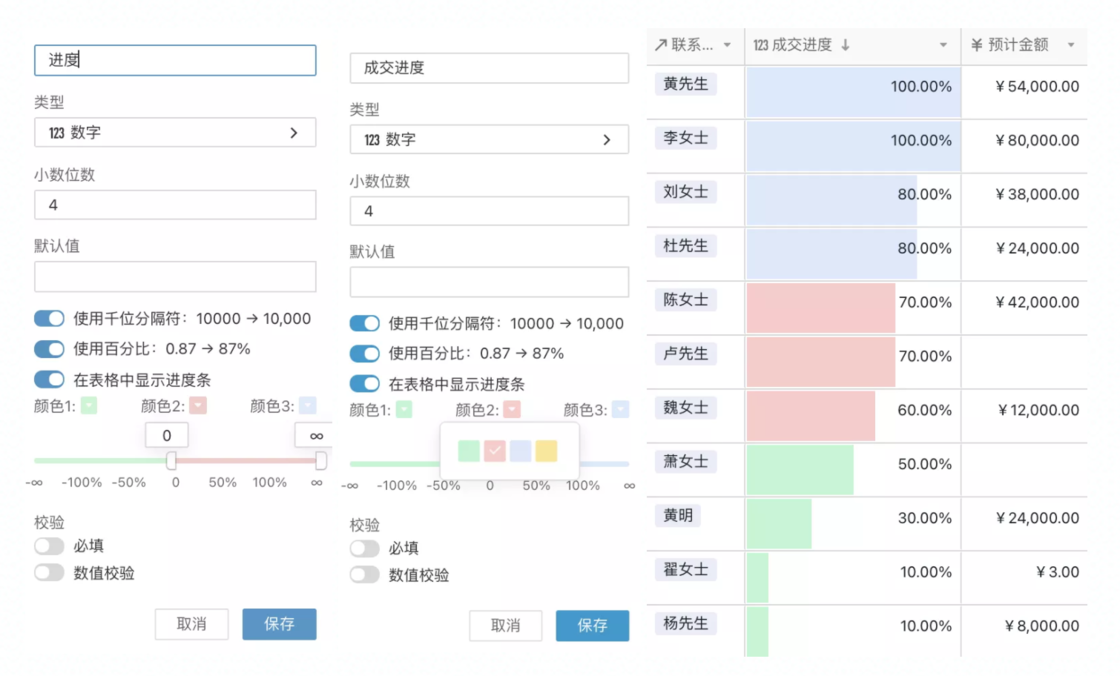 进度
类型
123 数字
小数位数
4
默认值
使用千位分隔符：10000 → 10,000
使用百分比：0.87 → 87%
在表格中显示进度条
颜色1: 颜色2: 颜色3:
0 ∞
-∞ -100% -50% 0 50% 100% ∞
校验
必填
数值校验
取消 保存
成交进度
类型
123 数字
小数位数
4
默认值
使用千位分隔符：10000 → 10,000
使用百分比：0.87 → 87%
在表格中显示进度条
颜色1: 颜色2: 颜色3:
-∞ -100% -50% 0 50% 100% ∞
校验
必填
数值校验
取消 保存
联系... 123 成交进度 ↓ ¥ 预计金额
黄先生 100.00% ¥54,000.00
李女士 100.00% ¥80,000.00
刘女士 80.00% ¥38,000.00
杜先生 80.00% ¥24,000.00
陈女士 70.00% ¥42,000.00
卢先生 70.00%
魏女士 60.00% ¥12,000.00
萧女士 50.00%
黄明 30.00% ¥24,000.00
翟女士 10.00% ¥3.00
杨先生 10.00% ¥8,000.00